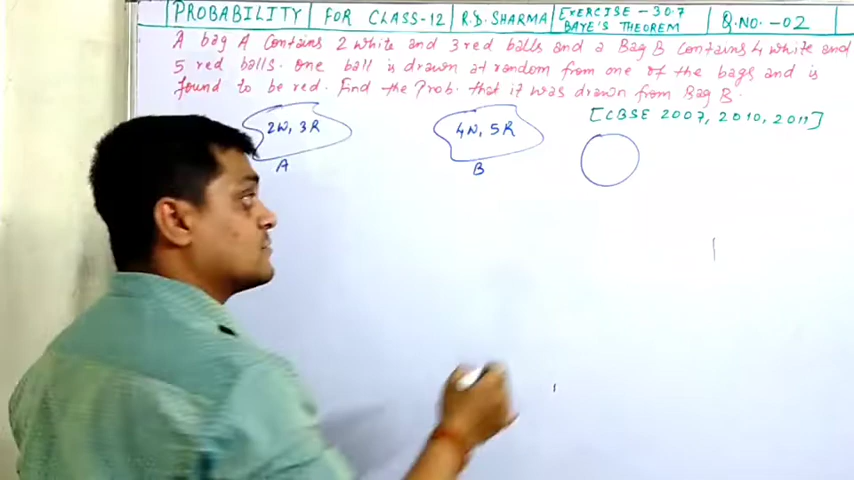 PROBABILITY | FOR CLASS-12 | R.D. SHARMA | EXERCISE - 30.7 BAYE'S THEOREM | Q.NO. - 02
A bag A contains 2 white and 3 red balls and a Bag B contains 4 white and
5 red balls. one ball is drawn at random from one of the bags and is
found to be red. Find the Prob. that it was drawn from Bag B.
[CBSE 2007, 2010, 2011]
2W, 3R
4W, 5R
A
B